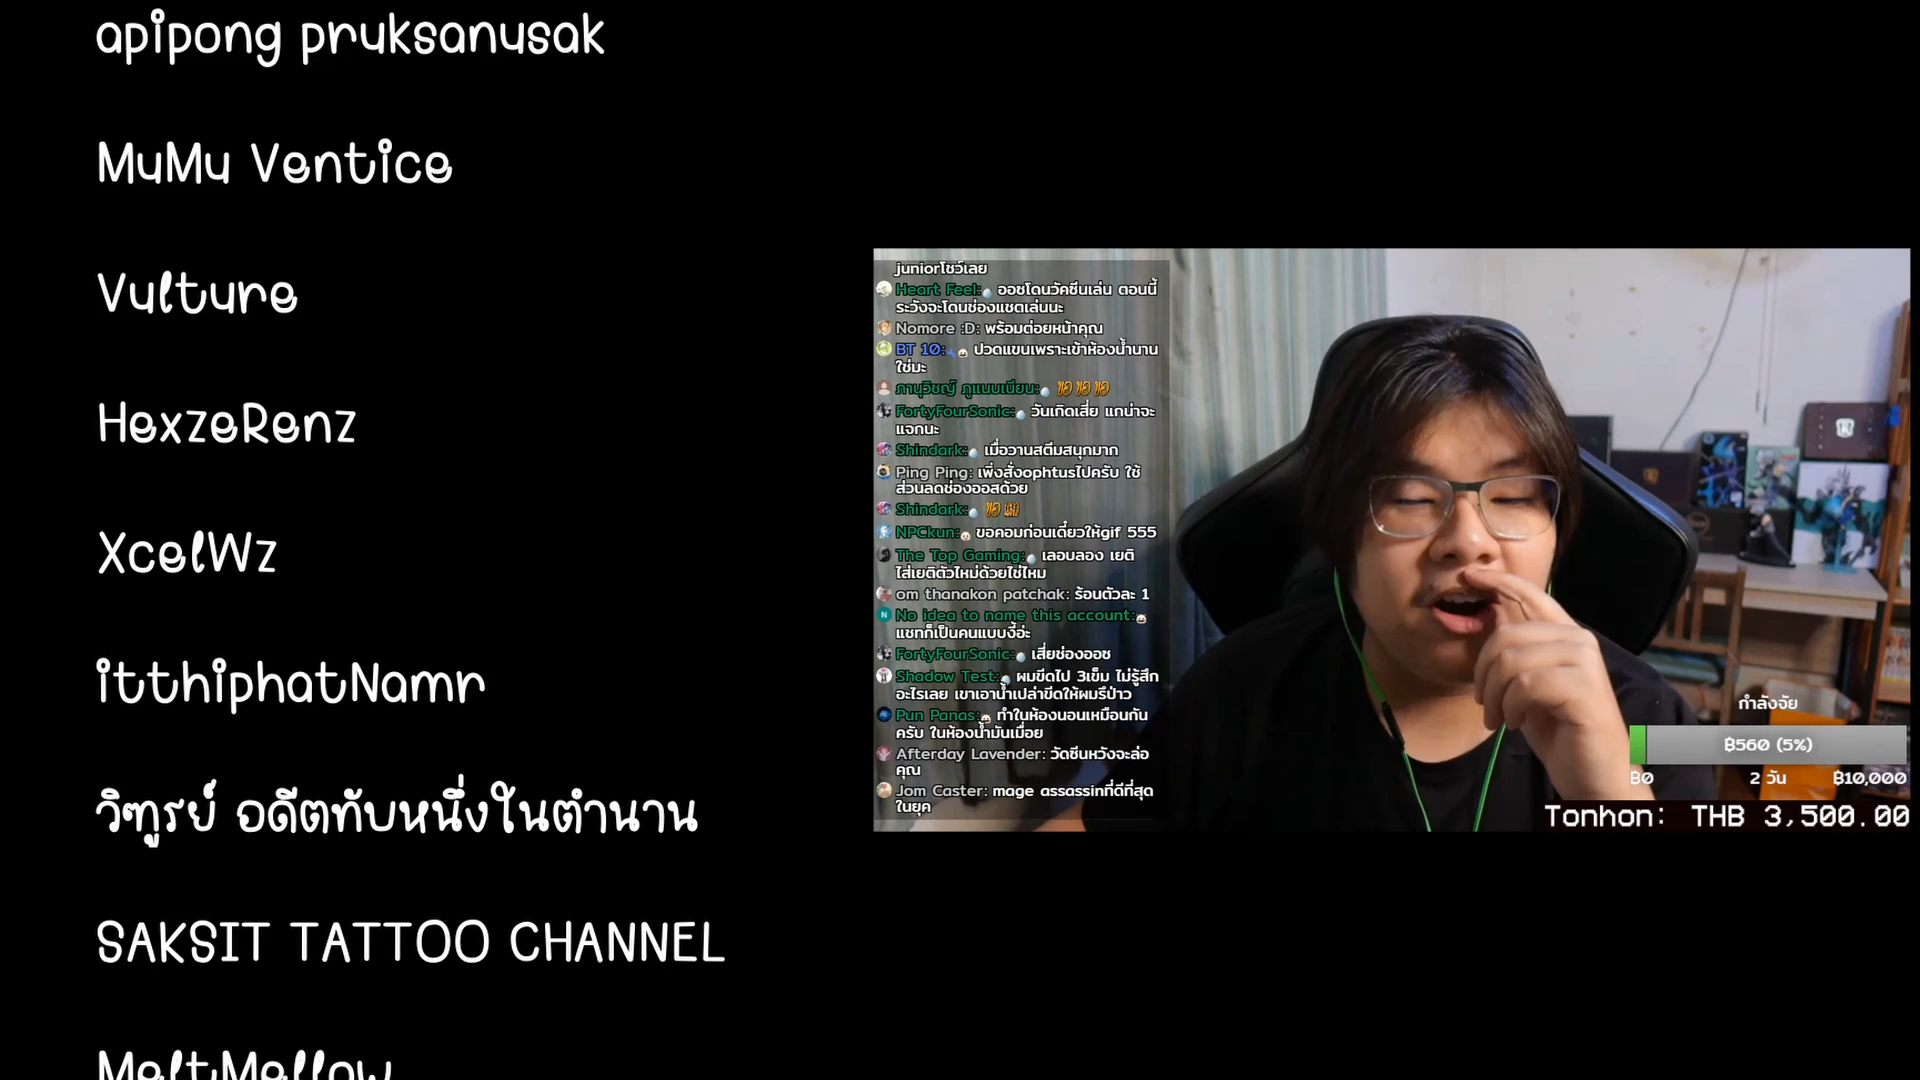 apipong pruksanusak
MuMu Ventice
Vulture
HexzeRenz
XcelWz
itthiphatNamr
วิฑูรย์ อดีตทับหนึ่งในตำนาน
SAKSIT TATTOO CHANNEL
MeltMellow
juniorโชว์เลย
Heart Feel: ออซโดนวัคซีนเล่น ตอนนี้
ระวังจะโดนช่องแชตเล่นนะ
Nomore :D: พร้อมต่อยหน้าคุณ
BT 10: ปวดแขนเพราะเข้าห้องน้ำนาน
ใช่มะ
ภานุวิชญ์ ภูแนบเนียน:
FortyFourSonic: วันเกิดเสี่ย แกน่าจะ
แจกนะ
Shindark: เมื่อวานสตีมสนุกมาก
Ping Ping: เพิ่งสั่งophtusไปครับ ใช้
ส่วนลดช่องออสด้วย
Shindark:
NPCkun: ขอคอมก่อนเดี๋ยวให้gif 555
The Top Gaming: เลอบลอง เยติ
ใส่เยติตัวใหม่ด้วยใช่ไหม
om thanakon patchak: ร้อนตัวละ 1
No idea to name this account:
แชทก็เป็นคนแบบงี้อ่ะ
FortyFourSonic: เสี่ยช่องออซ
Shadow Test: ผมขีดไป 3เข็ม ไม่รู้สึก
อะไรเลย เขาเอาน้ำเปล่าขีดให้ผมรึป่าว
Pun Panas: ทำในห้องนอนเหมือนกัน
ครับ ในห้องน้ำมันเมื่อย
Afterday Lavender: วัดซีนหวังจะล่อ
คุณ
Jom Caster: mage assassinที่ดีที่สุด
ในยุค
กำลังจัย
฿560 (5%)
฿0 2 วัน ฿10,000
Tonhon: THB 3,500.00